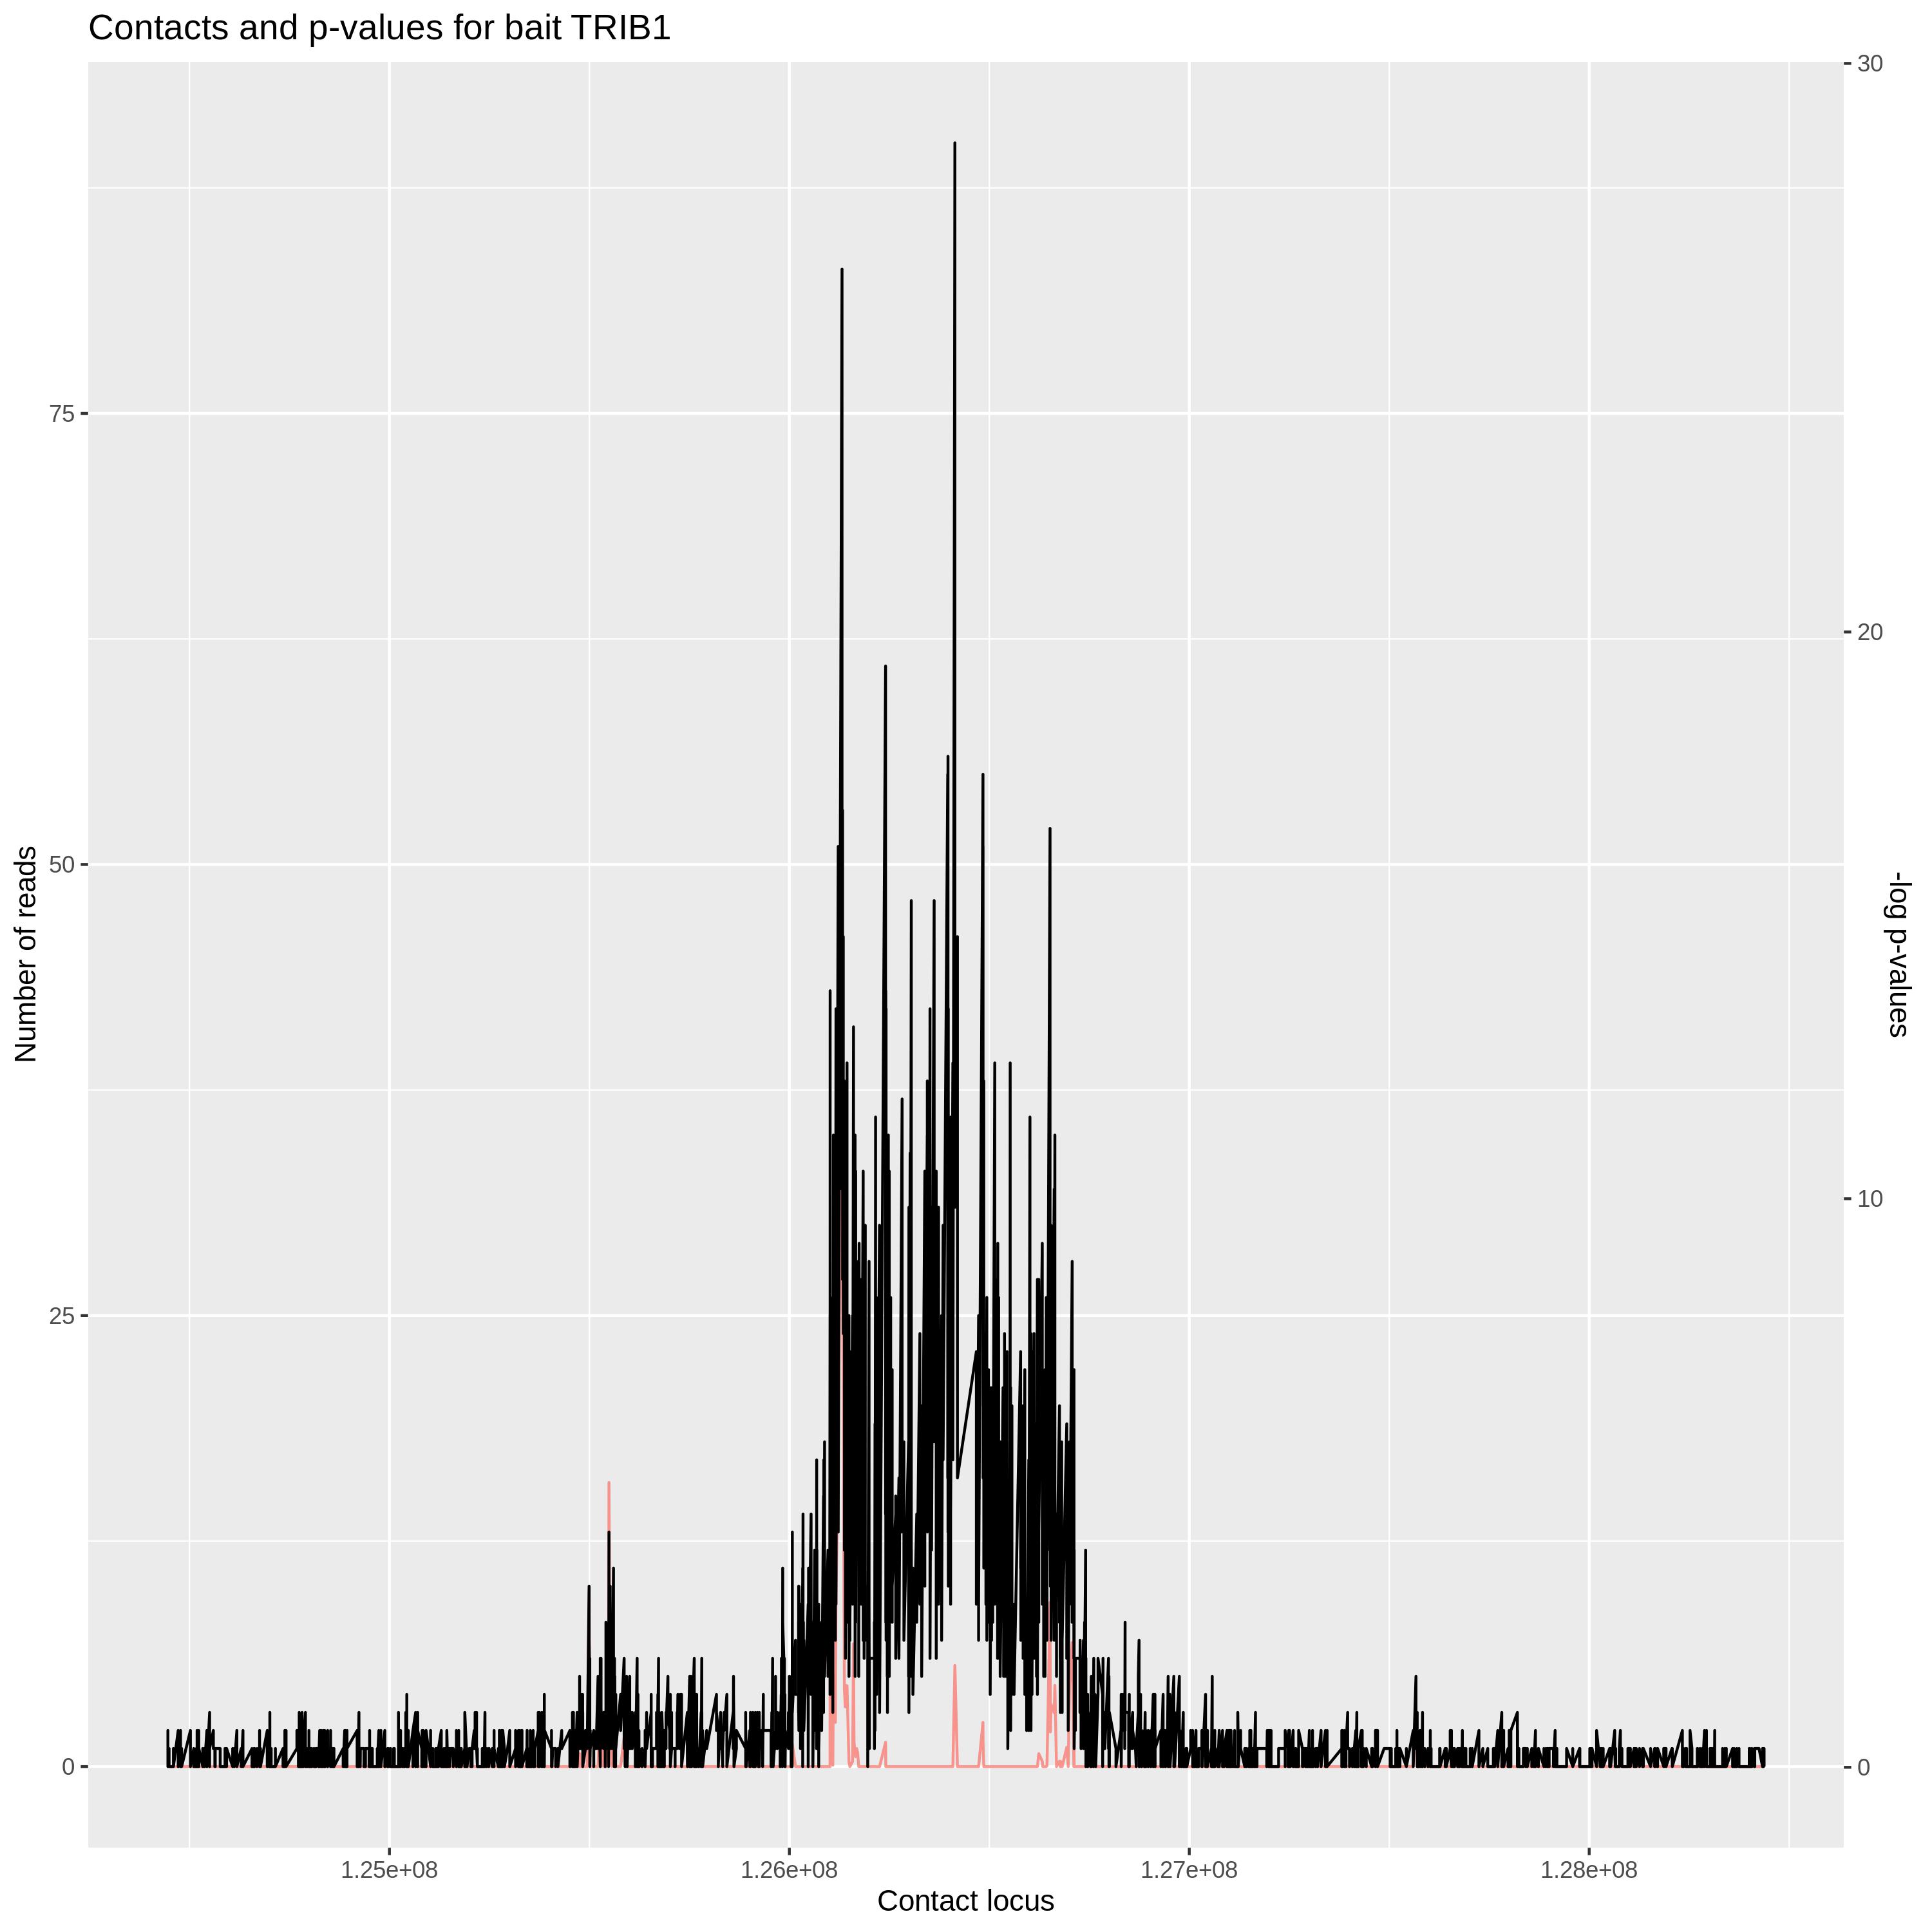 Contacts and p-values for bait TRIB1
30
75
20
50
Number of reads
-log p-values
10
25
0
0
1.25e+08
1.26e+08
1.27e+08
1.28e+08
Contact locus